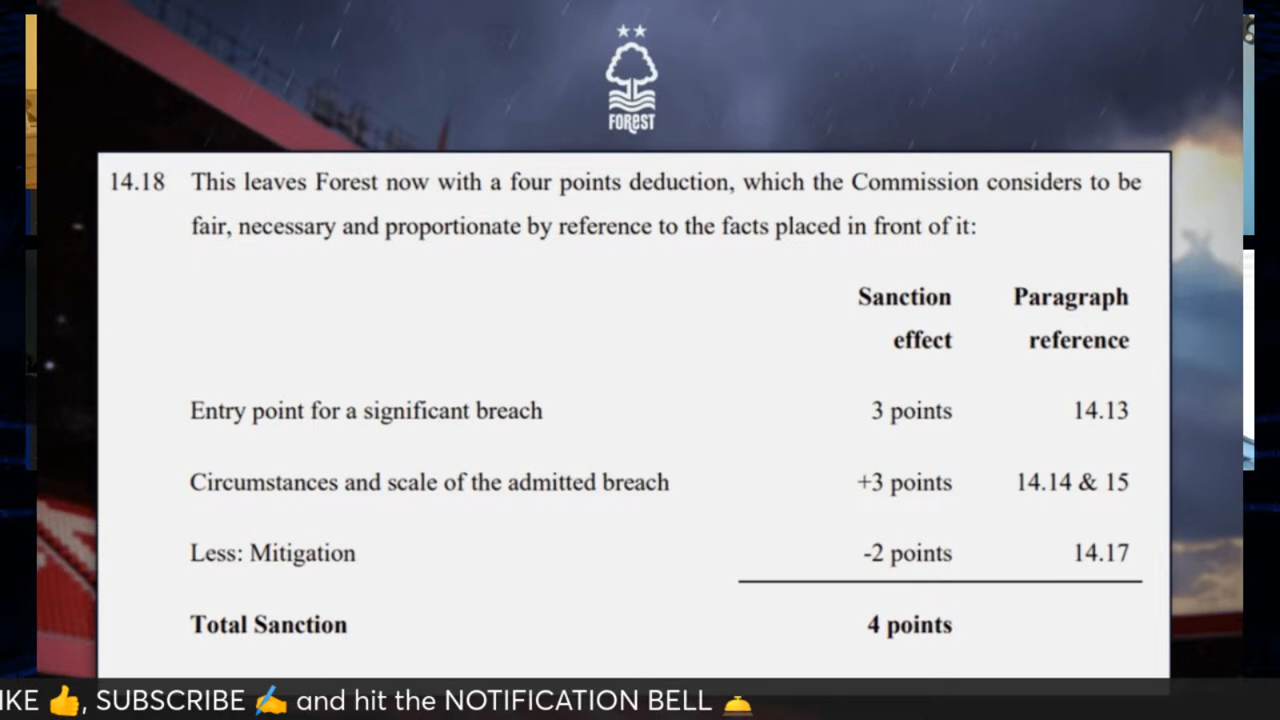 FOREST
14.18 This leaves Forest now with a four points deduction, which the Commission considers to be
fair, necessary and proportionate by reference to the facts placed in front of it:
Sanction Paragraph
effect reference
Entry point for a significant breach 3 points 14.13
Circumstances and scale of the admitted breach +3 points 14.14 & 15
Less: Mitigation -2 points 14.17
Total Sanction 4 points
IKE 👍, SUBSCRIBE ✍️ and hit the NOTIFICATION BELL 🛎️